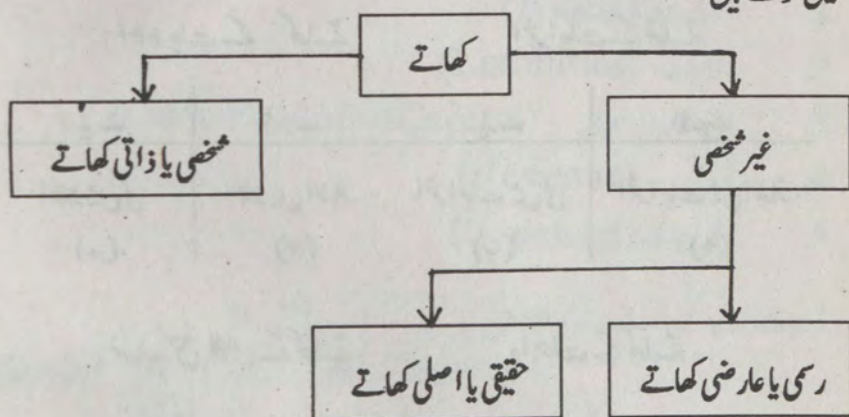 کھاتے
غیر شخصی
شخصی یا ذاتی کھاتے
رسمی یا عارضی کھاتے
حقیقی یا اصلی کھاتے